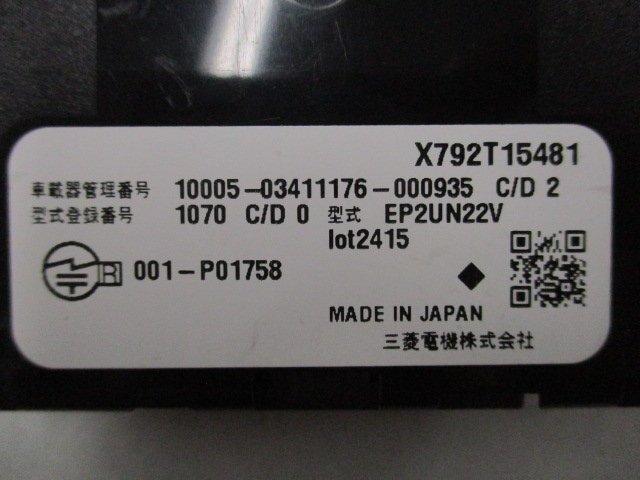 X792T15481
車載器管理番号 10005-03411176-000935 C/D 2
型式登録番号 1070 C/D 0 型式 EP2UN22V
lot2415
R 001-P01758
MADE IN JAPAN
三菱電機株式会社